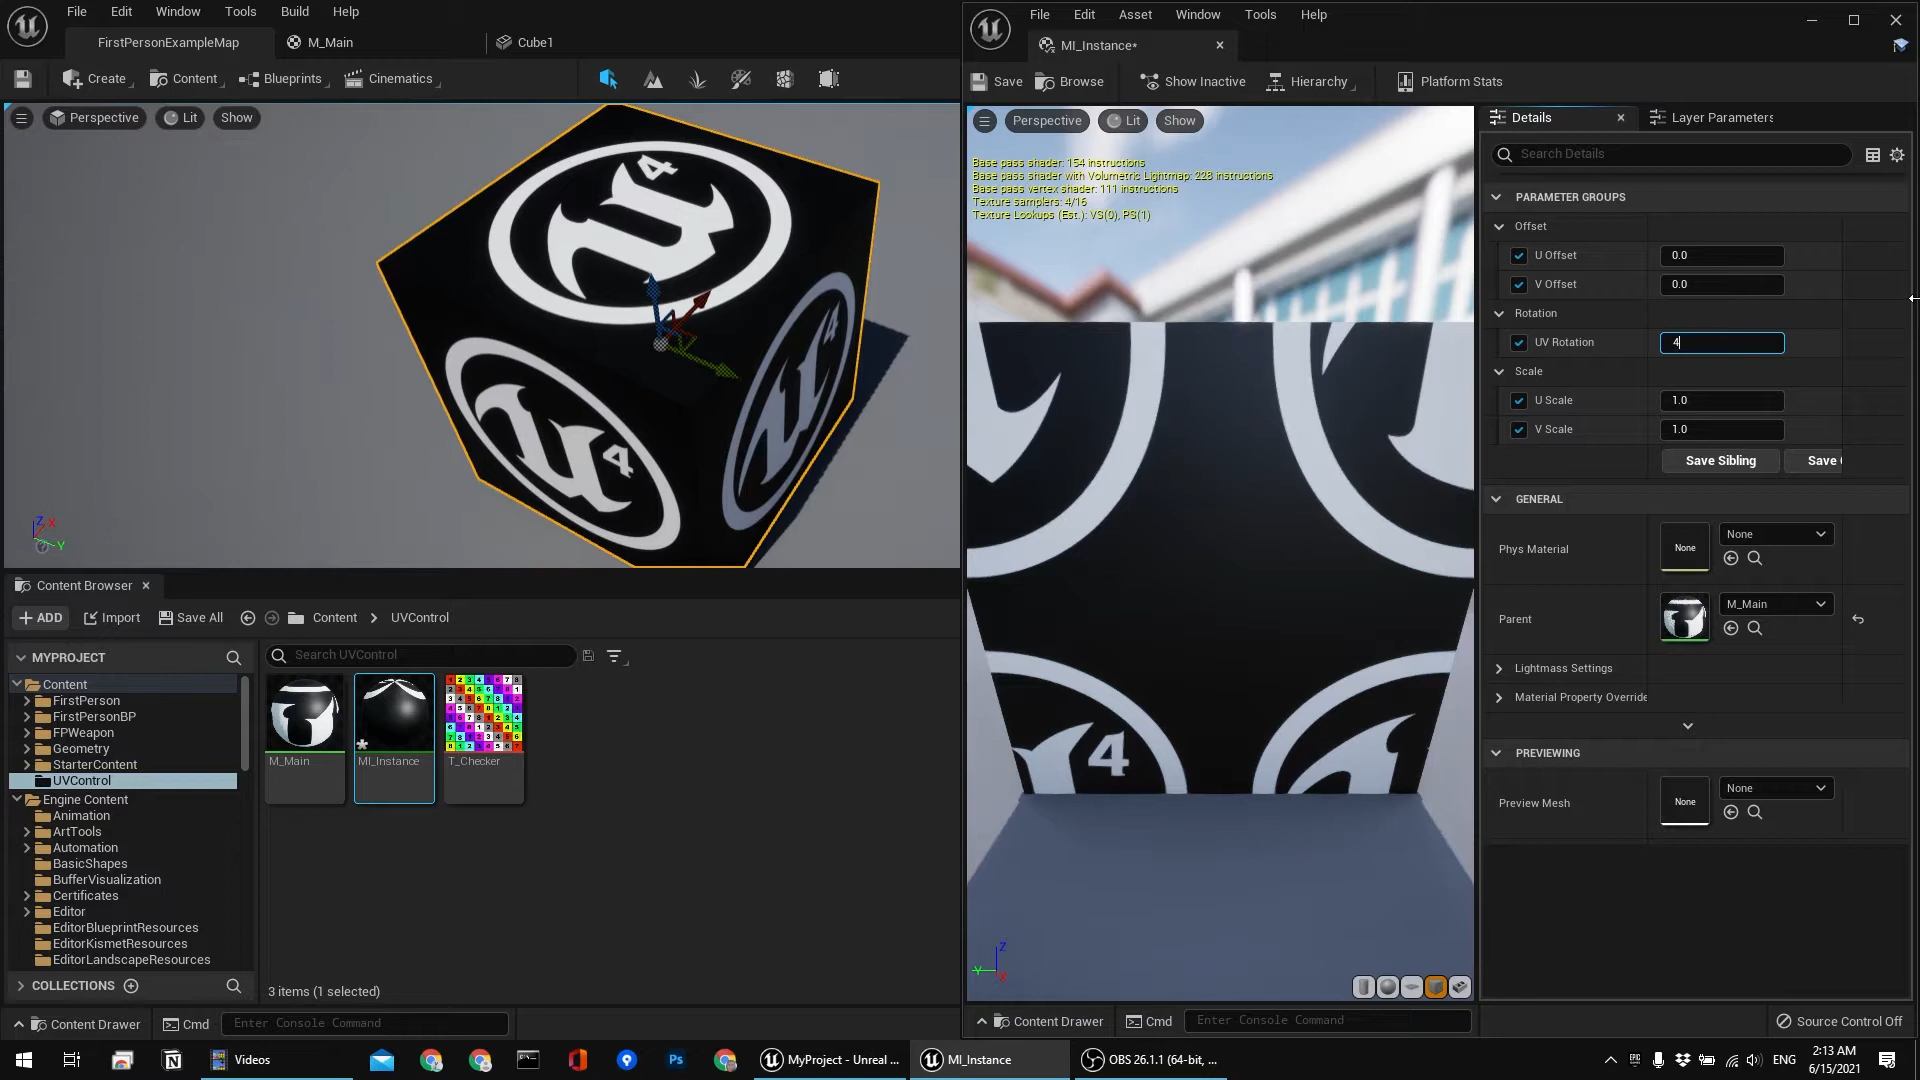 File Edit Window Tools Build Help
FirstPersonExampleMap
M_Main
Cube1
Create
Content
Blueprints
Cinematics
Perspective
Lit
Show
4
4
4
Z X
Y
Content Browser
ADD
Import
Save All
Content
UVControl
MYPROJECT
Search UVControl
Content
FirstPerson
FirstPersonBP
FPWeapon
Geometry
StarterContent
UVControl
Engine Content
Animation
ArtTools
Automation
BasicShapes
BufferVisualization
Certificates
Editor
EditorBlueprintResources
EditorKismetResources
EditorLandscapeResources
COLLECTIONS
M_Main
MI_Instance
T_Checker
3 items (1 selected)
Content Drawer
Cmd
Enter Console Command
File Edit Asset Window Tools Help
MI_Instance*
Save
Browse
Show Inactive
Hierarchy
Platform Stats
Perspective
Lit
Show
Base pass shader: 154 instructions
Base pass shader with Volumetric Lightmap: 228 instructions
Base pass vertex shader: 111 instructions
Texture samplers: 4/16
Texture Lookups (Est.): VS(0), PS(1)
4
Z
Y
X
Content Drawer
Cmd
Enter Console Command
Details
Layer Parameters
Search Details
PARAMETER GROUPS
Offset
U Offset 0.0
V Offset 0.0
Rotation
UV Rotation 4
Scale
U Scale 1.0
V Scale 1.0
Save Sibling
Save
GENERAL
Phys Material
None
None
Parent
M_Main
Lightmass Settings
Material Property Override
PREVIEWING
Preview Mesh
None
None
Source Control Off
Videos
Ps
MyProject - Unreal ...
MI_Instance
OBS 26.1.1 (64-bit, ...
ENG
2:13 AM
6/15/2021